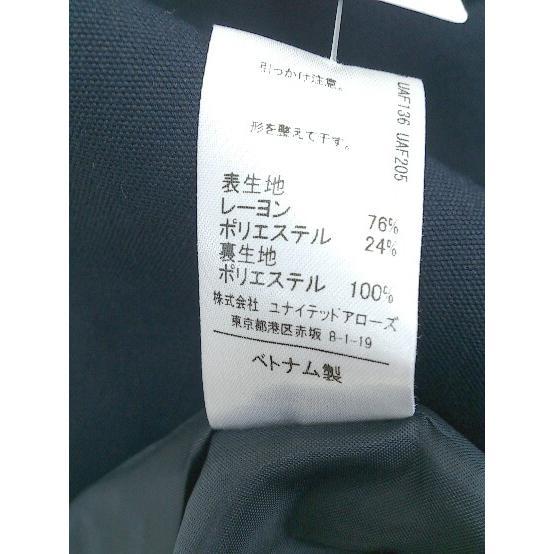 引っかけ注意。
形を整えて干す。
表生地
レーヨン 76%
ポリエステル 24%
裏生地
ポリエステル 100%
株式会社 ユナイテッドアローズ
東京都港区赤坂 8-1-19
ベトナム製
UAF136 UAF205